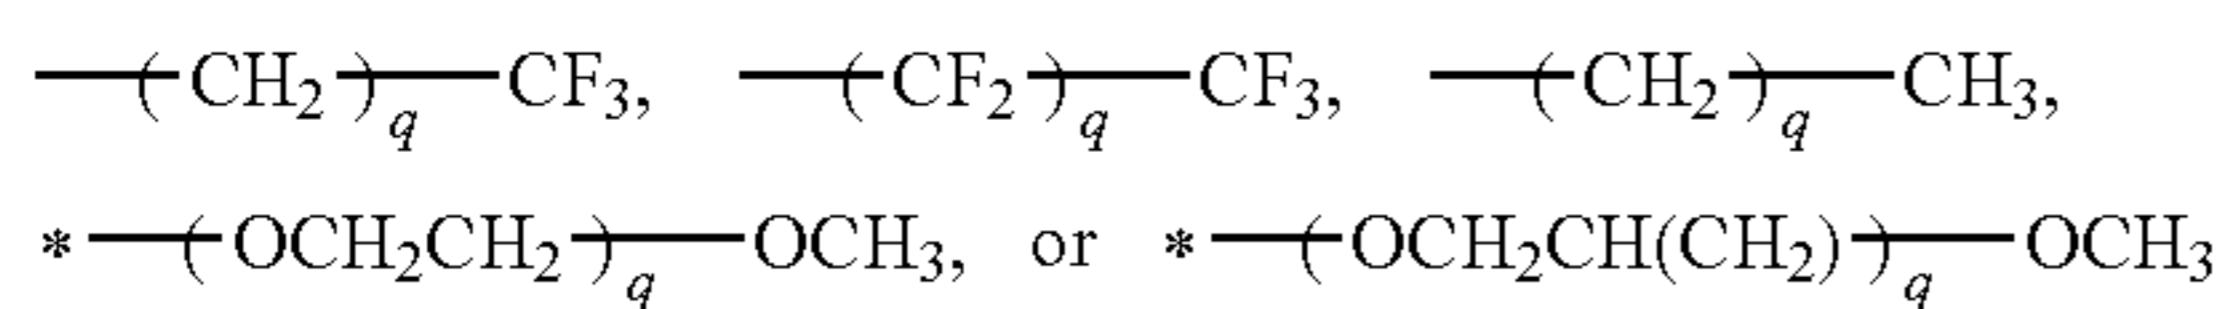 —(CH₂)q—CF₃, —(CF₂)q—CF₃, —(CH₂)q—CH₃,
*—(OCH₂CH₂)q—OCH₃, or *—(OCH₂CH(CH₂))q—OCH₃